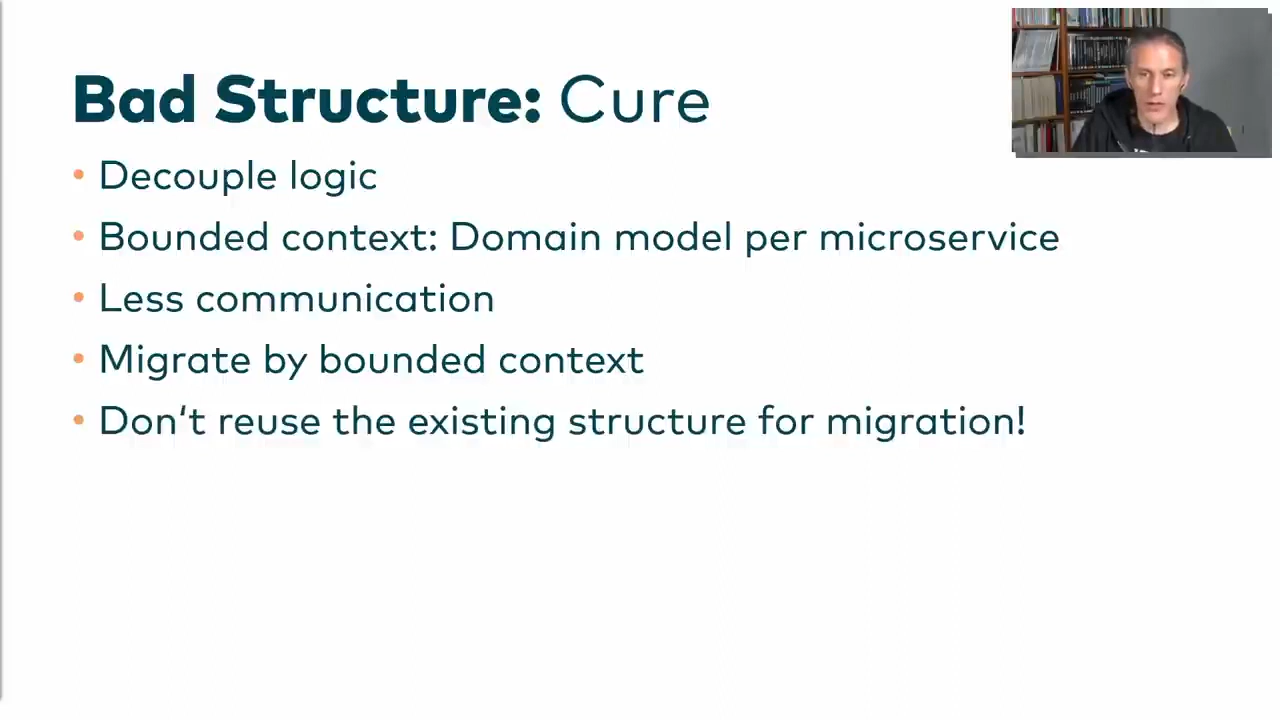 Bad Structure: Cure
• Decouple logic
• Bounded context: Domain model per microservice
• Less communication
• Migrate by bounded context
• Don‘t reuse the existing structure for migration!